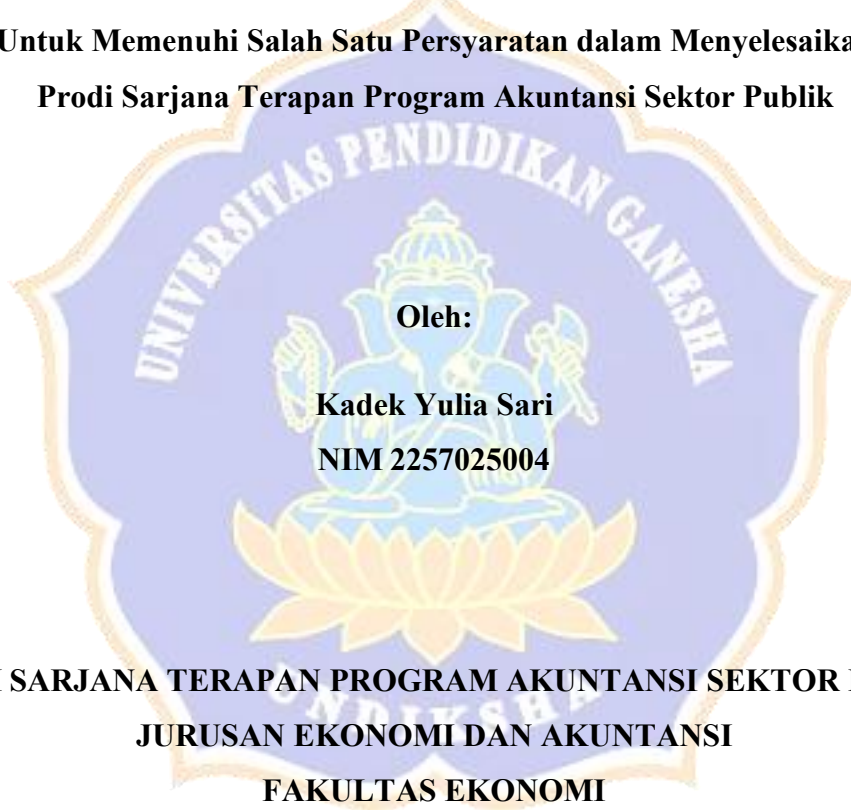 Untuk Memenuhi Salah Satu Persyaratan dalam
Prodi Sarjana Terapan Program Akuntansi Sektor Publik
UNIVERSITAS PENDIDIKAN GANESHA
Oleh:
Kadek Yulia Sari
NIM 2257025004
SARJANA TERAPAN PROGRAM AKUNTANSI SEKTOR
UNDIKSHA
JURUSAN EKONOMI DAN AKUNTANSI
FAKULTAS EKONOMI